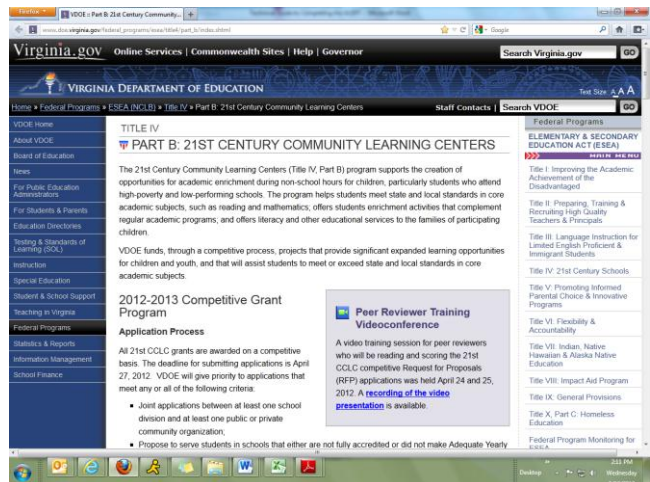 Firefox
VDOE :: Part B: 21st Century Community...
www.doe.virginia.gov/federal_programs/esea/title4/part_b/index.shtml
Google
Virginia.gov Online Services | Commonwealth Sites | Help | Governor
Search Virginia.gov GO
VIRGINIA DEPARTMENT OF EDUCATION
Text Size A A A
Home » Federal Programs » ESEA (NCLB) » Title IV » Part B: 21st Century Community Learning Centers
Staff Contacts | Search VDOE GO
VDOE Home
About VDOE
Board of Education
News
For Public Education
Administrators
For Students & Parents
Education Directories
Testing & Standards of
Learning (SOL)
Instruction
Special Education
Student & School Support
Teaching in Virginia
Federal Programs
Statistics & Reports
Information Management
School Finance
TITLE IV
PART B: 21ST CENTURY COMMUNITY LEARNING CENTERS
The 21st Century Community Learning Centers (Title IV, Part B) program supports the creation of
opportunities for academic enrichment during non-school hours for children, particularly students who attend
high-poverty and low-performing schools. The program helps students meet state and local standards in core
academic subjects, such as reading and mathematics; offers students enrichment activities that complement
regular academic programs; and offers literacy and other educational services to the families of participating
children.
VDOE funds, through a competitive process, projects that provide significant expanded learning opportunities
for children and youth, and that will assist students to meet or exceed state and local standards in core
academic subjects.
2012-2013 Competitive Grant
Program
Application Process
All 21st CCLC grants are awarded on a competitive
basis. The deadline for submitting applications is April
27, 2012. VDOE will give priority to applications that
meet any or all of the following criteria:
Joint applications between at least one school
division and at least one public or private
community organization;
Propose to serve students in schools that either are not fully accredited or did not make Adequate Yearly
Peer Reviewer Training
Videoconference
A video training session for peer reviewers
who will be reading and scoring the 21st
CCLC competitive Request for Proposals
(RFP) applications was held April 24 and 25,
2012. A recording of the video
presentation is available.
Federal Programs
ELEMENTARY & SECONDARY
EDUCATION ACT (ESEA)
MAIN MENU
Title I: Improving the Academic
Achievement of the
Disadvantaged
Title II: Preparing, Training &
Recruiting High Quality
Teachers & Principals
Title III: Language Instruction for
Limited English Proficient &
Immigrant Students
Title IV: 21st Century Schools
Title V: Promoting Informed
Parental Choice & Innovative
Programs
Title VI: Flexibility &
Accountability
Title VII: Indian, Native
Hawaiian & Alaska Native
Education
Title VIII: Impact Aid Program
Title IX: General Provisions
Title X, Part C: Homeless
Education
Federal Program Monitoring for
ESEA
Desktop
2:11 PM
Wednesday